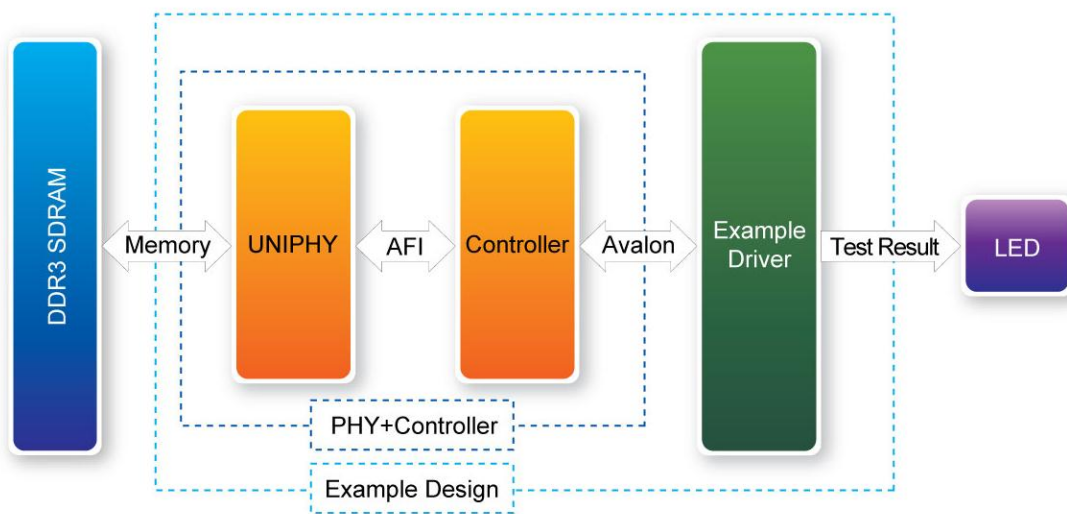 DDR3 SDRAM
Memory
UNIPHY
AFI
Controller
Avalon
Example
Driver
Test Result
LED
PHY+Controller
Example Design